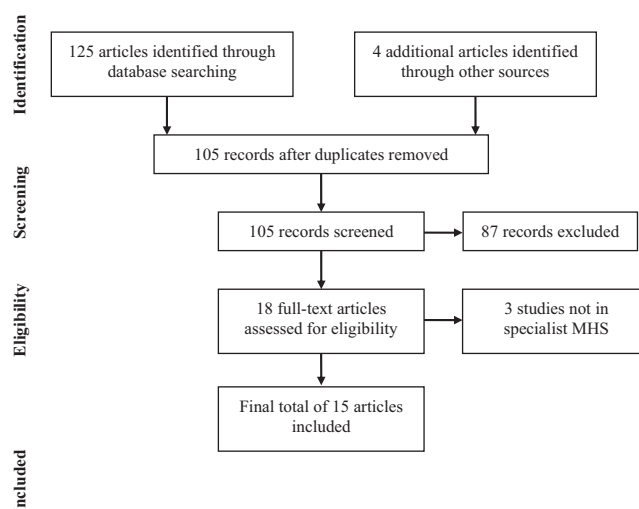 Identification
125 articles identified through
database searching
4 additional articles identified
through other sources
105 records after duplicates removed
Screening
105 records screened
87 records excluded
Eligibility
18 full-text articles
assessed for eligibility
3 studies not in
specialist MHS
Final total of 15 articles
included
ncluded